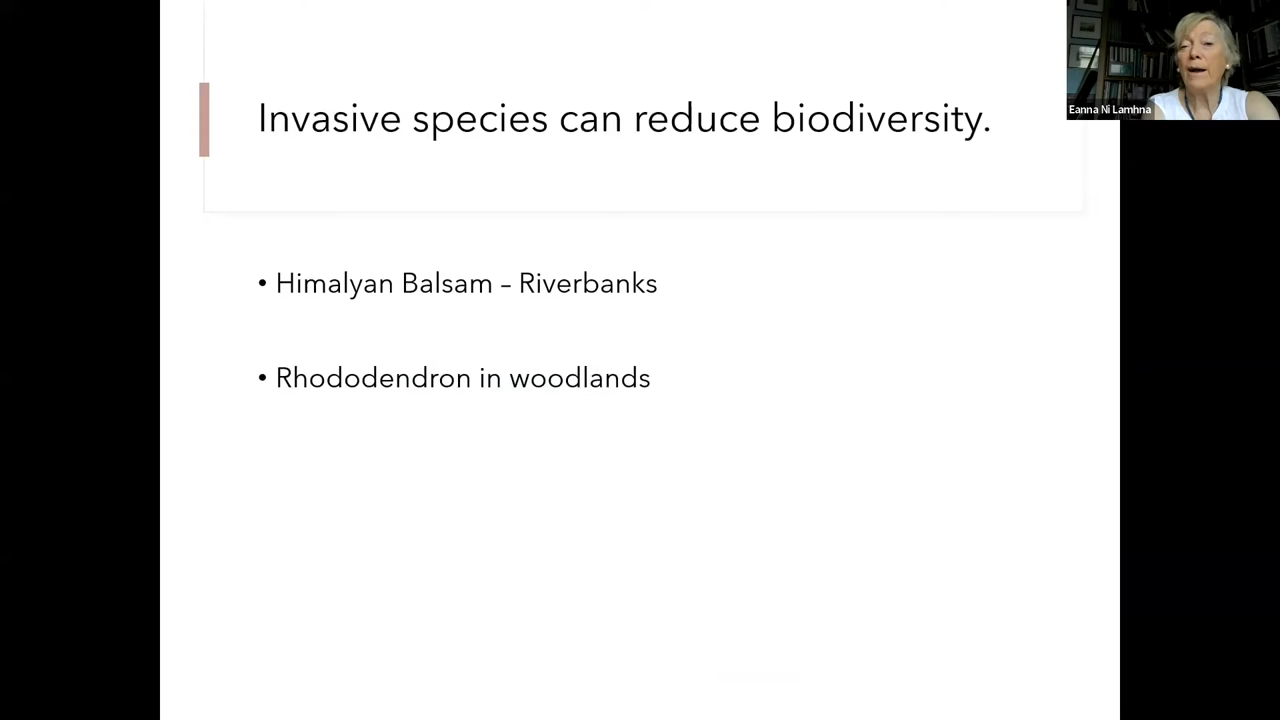 Invasive species can reduce biodiversity.
Eanna Ni Lamhna
• Himalyan Balsam – Riverbanks
• Rhododendron in woodlands